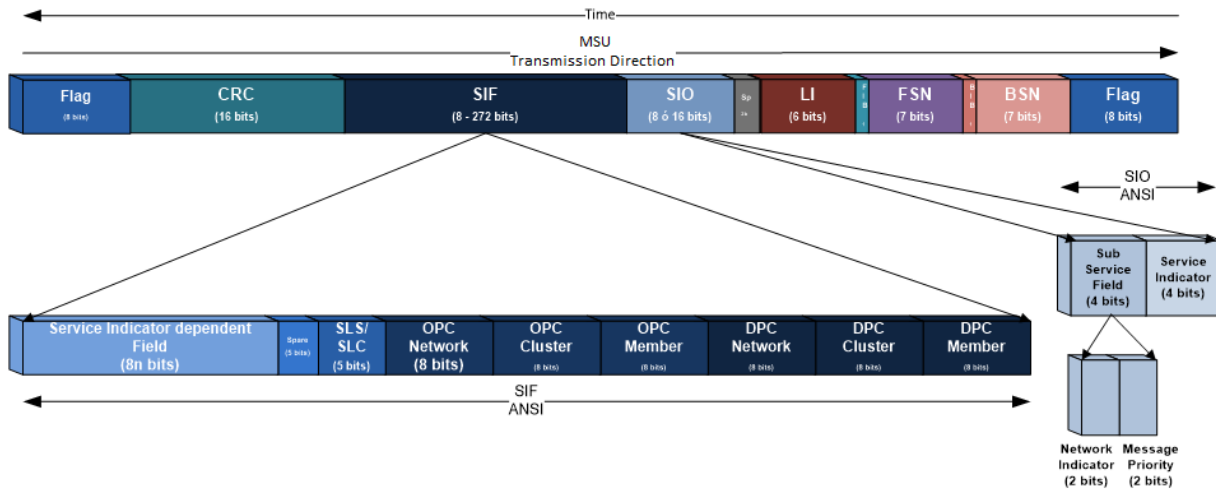 Time
MSU
Transmission Direction
Flag
(8 bits)
CRC
(16 bits)
SIF
(8 - 272 bits)
SIO
(8 ó 16 bits)
Sp
LI
(6 bits)
F
I
B
FSN
(7 bits)
B
I
B
BSN
(7 bits)
Flag
(8 bits)
SIO
ANSI
Sub
Service
Field
(4 bits)
Service
Indicator
(4 bits)
Service Indicator dependent
Field
(8n bits)
Spare
(5 bits)
SLS/
SLC
(5 bits)
OPC
Network
(8 bits)
OPC
Cluster
(8 bits)
OPC
Member
(8 bits)
DPC
Network
(8 bits)
DPC
Cluster
(8 bits)
DPC
Member
(8 bits)
SIF
ANSI
Network
Indicator
(2 bits)
Message
Priority
(2 bits)